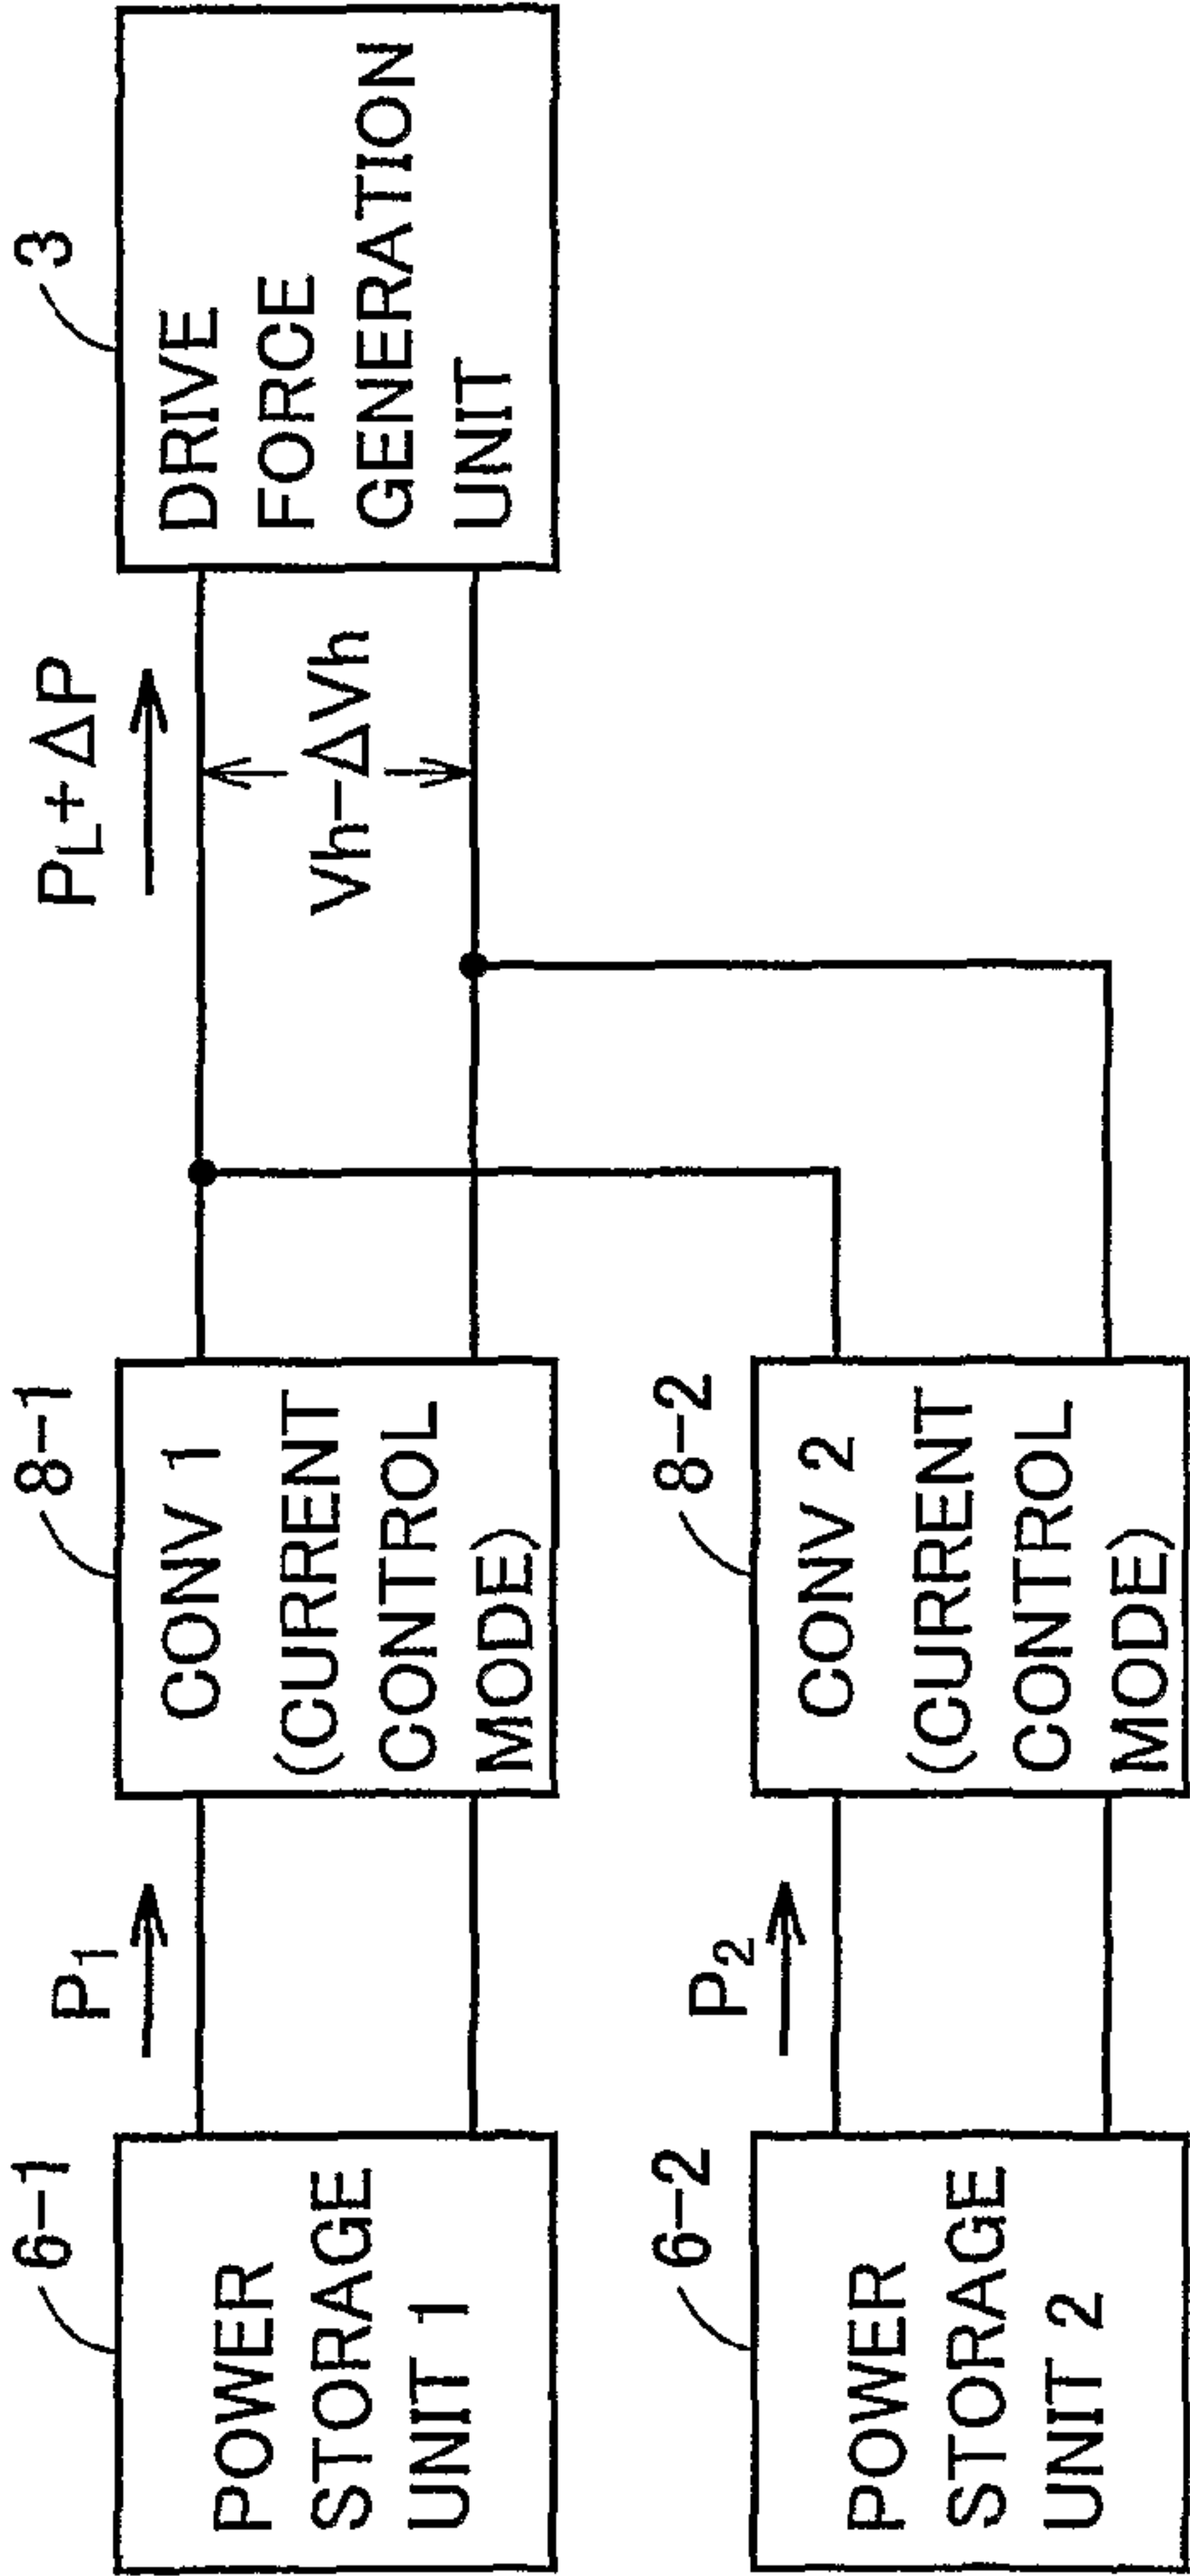 6-1
POWER
STORAGE
UNIT 1
P1
8-1
CONV 1
(CURRENT
CONTROL
MODE)
PL+ΔP
Vh-ΔVh
3
DRIVE
FORCE
GENERATION
UNIT
6-2
POWER
STORAGE
UNIT 2
P2
8-2
CONV 2
(CURRENT
CONTROL
MODE)